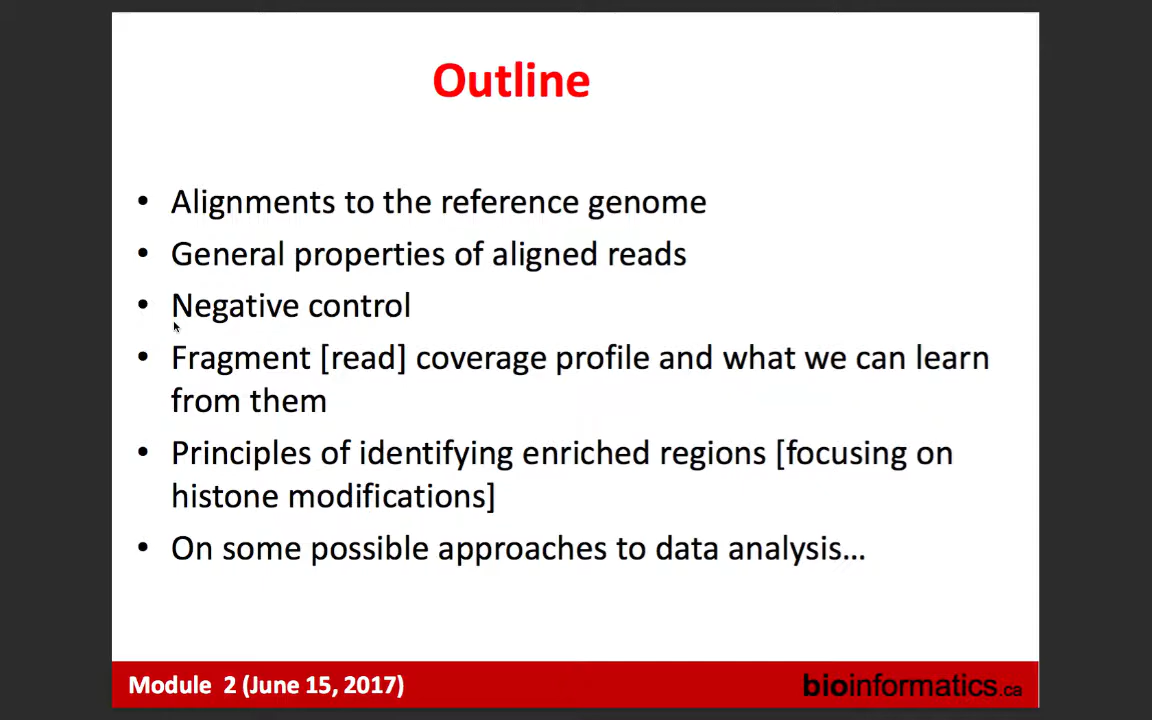 Outline
• Alignments to the reference genome
• General properties of aligned reads
• Negative control
• Fragment [read] coverage profile and what we can learn
from them
• Principles of identifying enriched regions [focusing on
histone modifications]
• On some possible approaches to data analysis…
Module 2 (June 15, 2017)
bioinformatics.ca